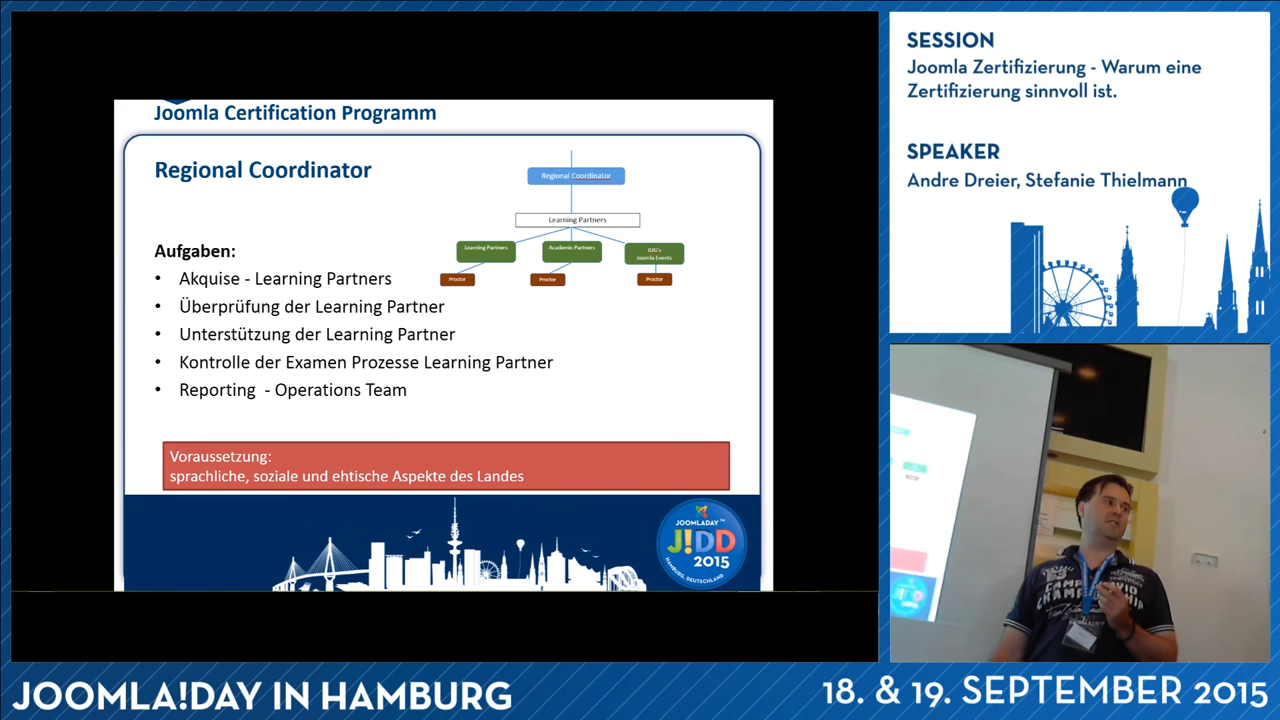 Joomla Certification Programm
Regional Coordinator
Regional Coordinator
Learning Partners
Learning Partners
Academic Partners
JUG's
Joomla Events
Proctor
Proctor
Proctor
Aufgaben:
• Akquise - Learning Partners
• Überprüfung der Learning Partner
• Unterstützung der Learning Partner
• Kontrolle der Examen Prozesse Learning Partner
• Reporting - Operations Team
Voraussetzung:
sprachliche, soziale und ehtische Aspekte des Landes
JOOMLADAY™
J!DD
2015
HAMBURG, DEUTSCHLAND
SESSION
Joomla Zertifizierung - Warum eine
Zertifizierung sinnvoll ist.
SPEAKER
Andre Dreier, Stefanie Thielmann
JOOMLA!DAY IN HAMBURG
18. & 19. SEPTEMBER 2015